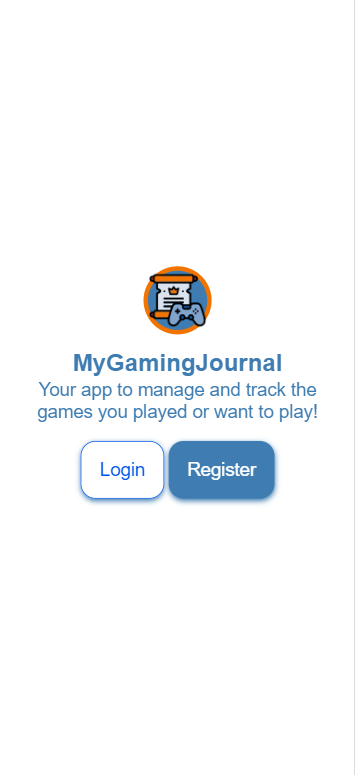 MyGamingJournal
Your app to manage and track the
games you played or want to play!
Login
Register